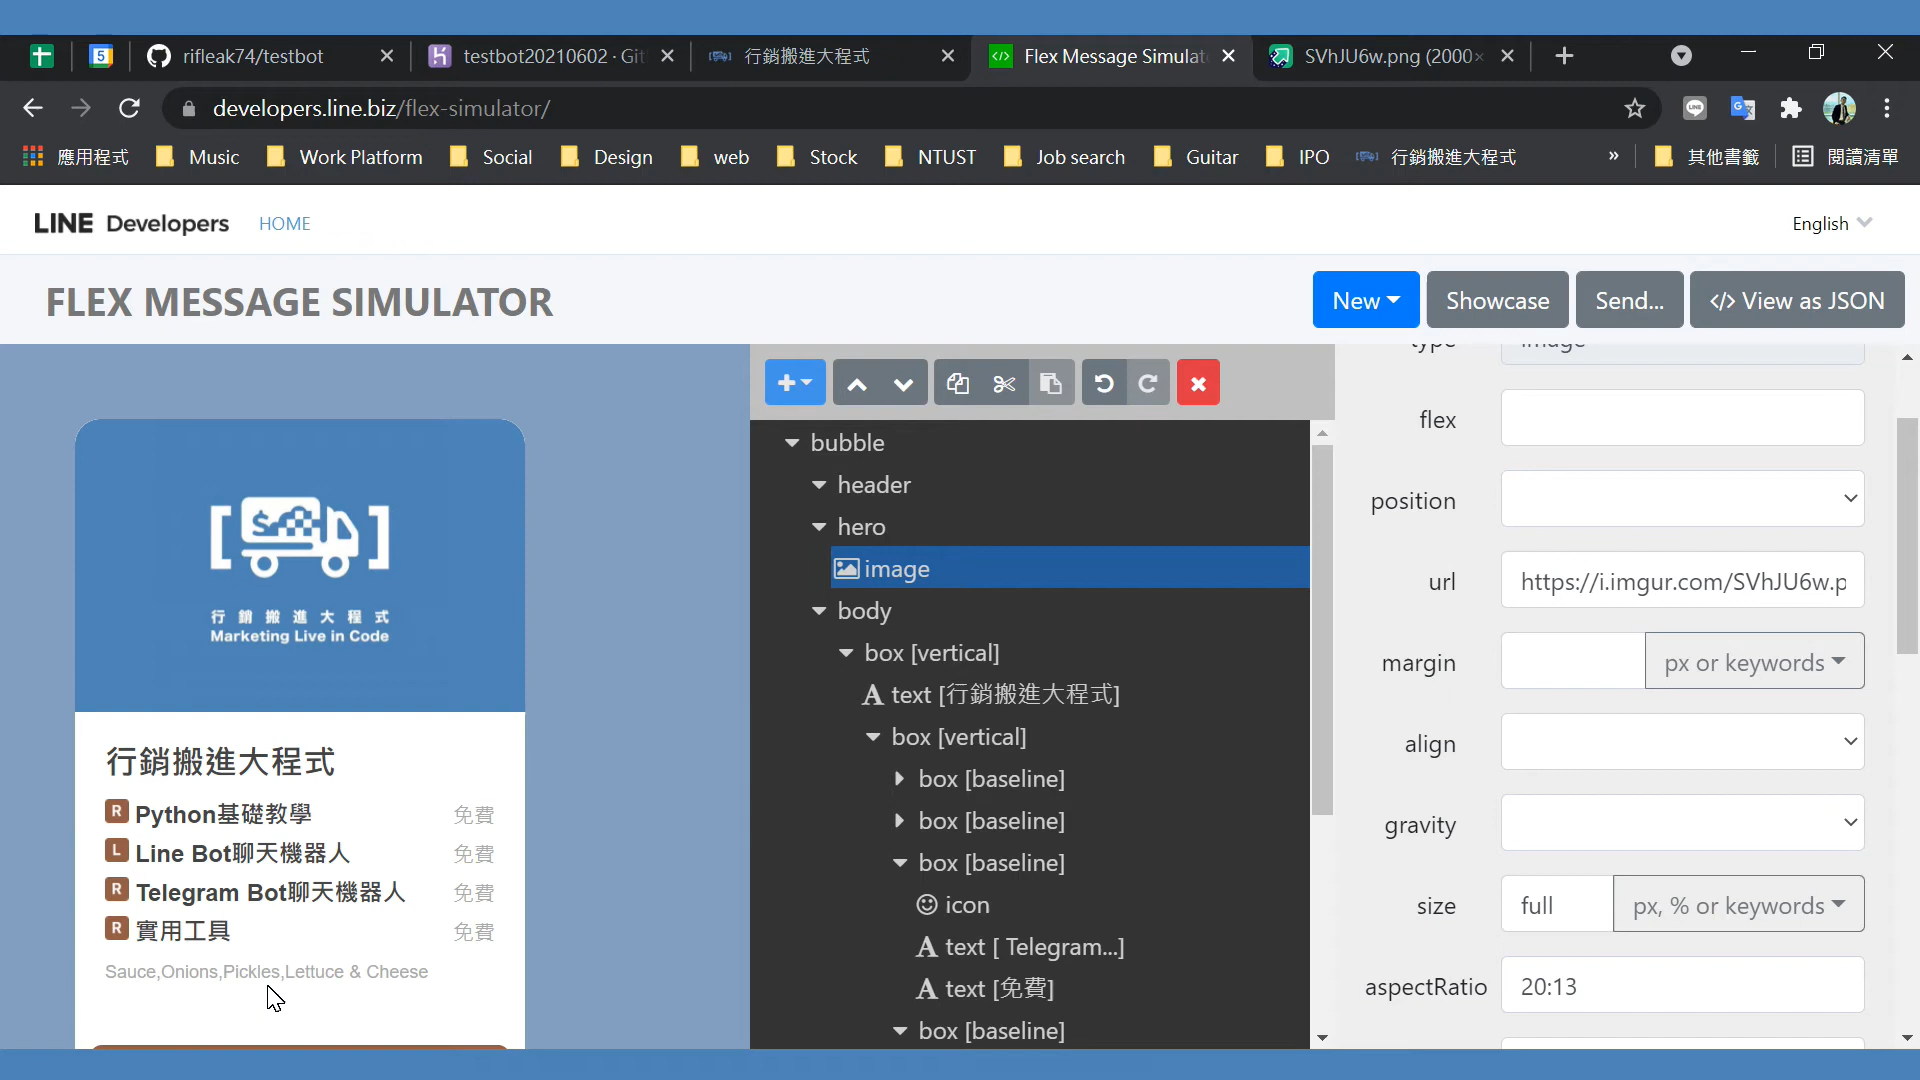 rifleak74/testbot
testbot20210602 · Git
行銷搬進大程式
Flex Message Simulat
SVhJU6w.png (2000×
developers.line.biz/flex-simulator/
應用程式
Music
Work Platform
Social
Design
web
Stock
NTUST
Job search
Guitar
IPO
行銷搬進大程式
»
其他書籤
閱讀清單
LINE Developers
HOME
English
FLEX MESSAGE SIMULATOR
New
Showcase
Send...
</> View as JSON
[$]
行銷搬進大程式
Marketing Live in Code
行銷搬進大程式
R Python基礎教學 免費
L Line Bot聊天機器人 免費
R Telegram Bot聊天機器人 免費
R 實用工具 免費
Sauce,Onions,Pickles,Lettuce & Cheese
bubble
header
hero
image
body
box [vertical]
A text [行銷搬進大程式]
box [vertical]
box [baseline]
box [baseline]
box [baseline]
icon
A text [ Telegram...]
A text [免費]
box [baseline]
type image
flex
position
url https://i.imgur.com/SVhJU6w.p
margin px or keywords
align
gravity
size full px, % or keywords
aspectRatio 20:13